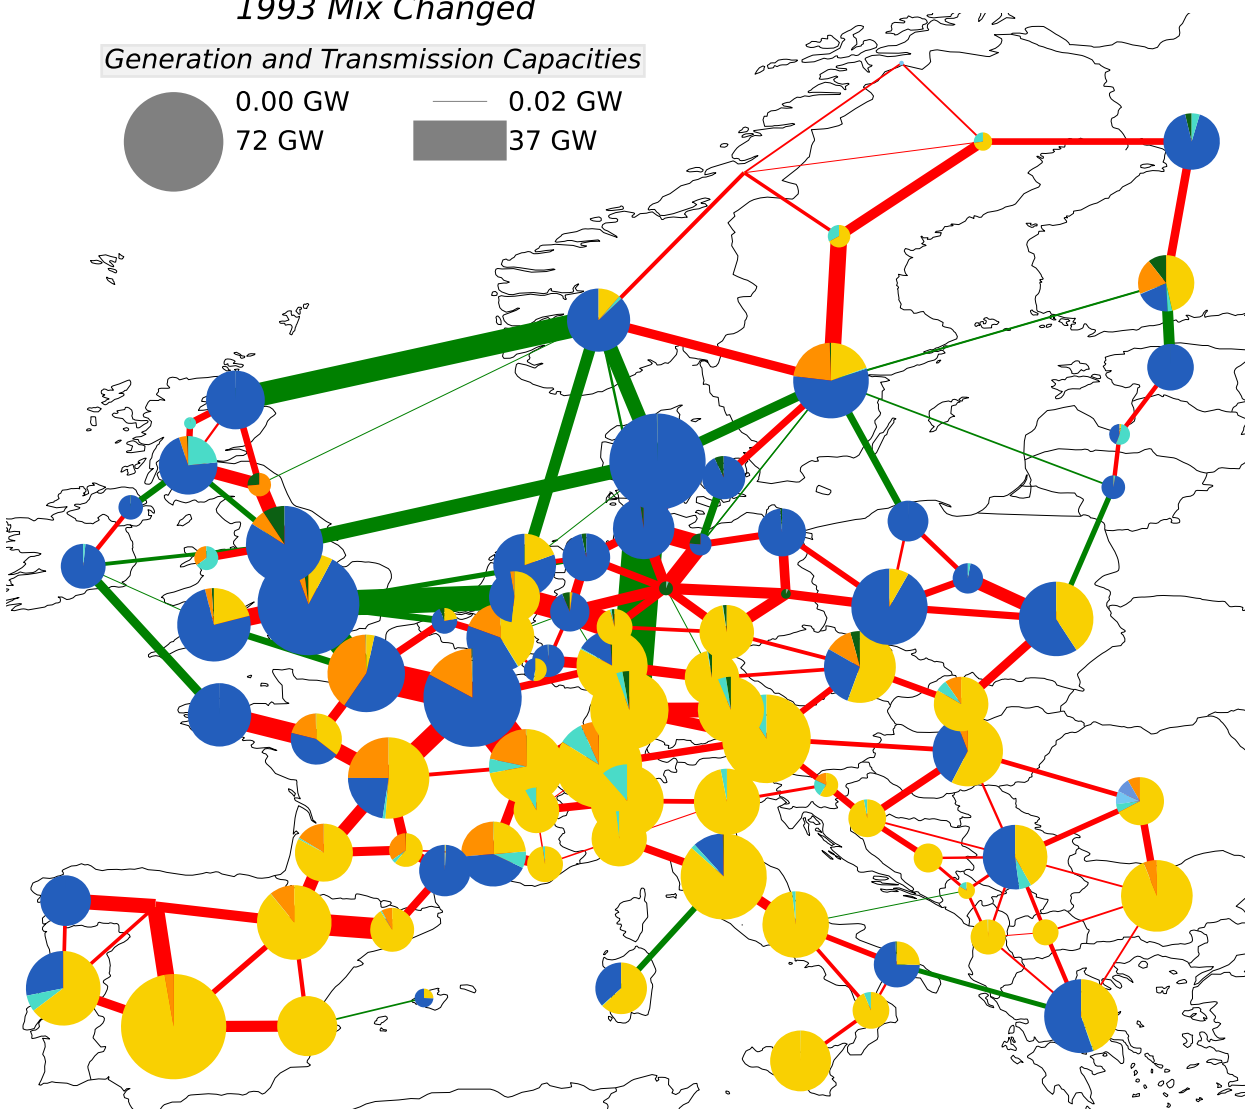 1993 Mix Changed
Generation and Transmission Capacities
0.00 GW 0.02 GW
72 GW 37 GW